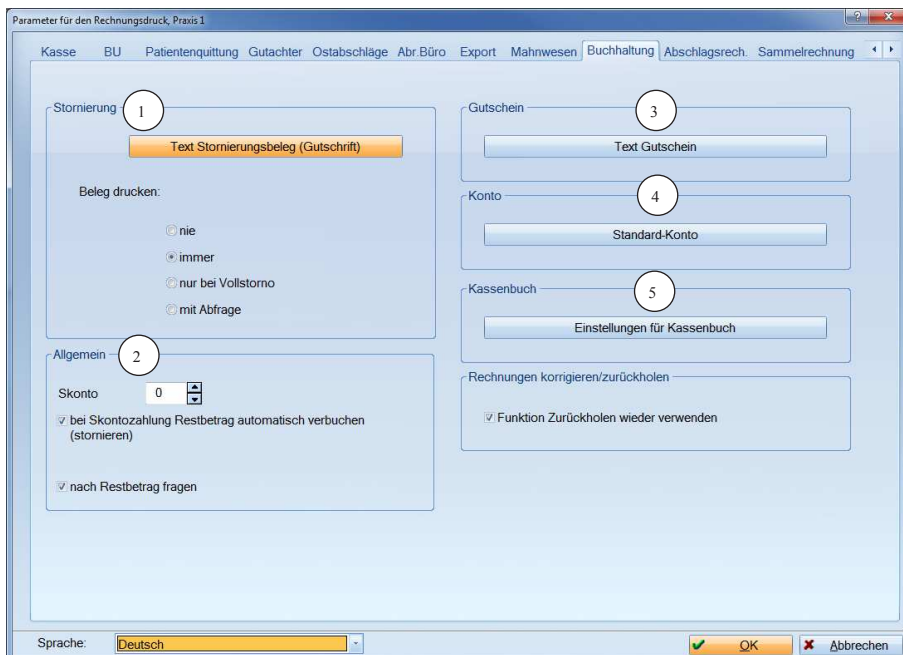 Parameter für den Rechnungsdruck, Praxis 1
Kasse BU Patientenquittung Gutachter Ostabschläge Abr.Büro Export Mahnwesen Buchhaltung Abschlagsrech. Sammelrechnung
Stornierung 1
Text Stornierungsbeleg (Gutschrift)
Beleg drucken:
nie
immer
nur bei Vollstorno
mit Abfrage
Allgemein 2
Skonto 0
bei Skontozahlung Restbetrag automatisch verbuchen
(stornieren)
nach Restbetrag fragen
Gutschein 3
Text Gutschein
Konto 4
Standard-Konto
Kassenbuch 5
Einstellungen für Kassenbuch
Rechnungen korrigieren/zurückholen
Funktion Zurückholen wieder verwenden
Sprache: Deutsch
OK Abbrechen